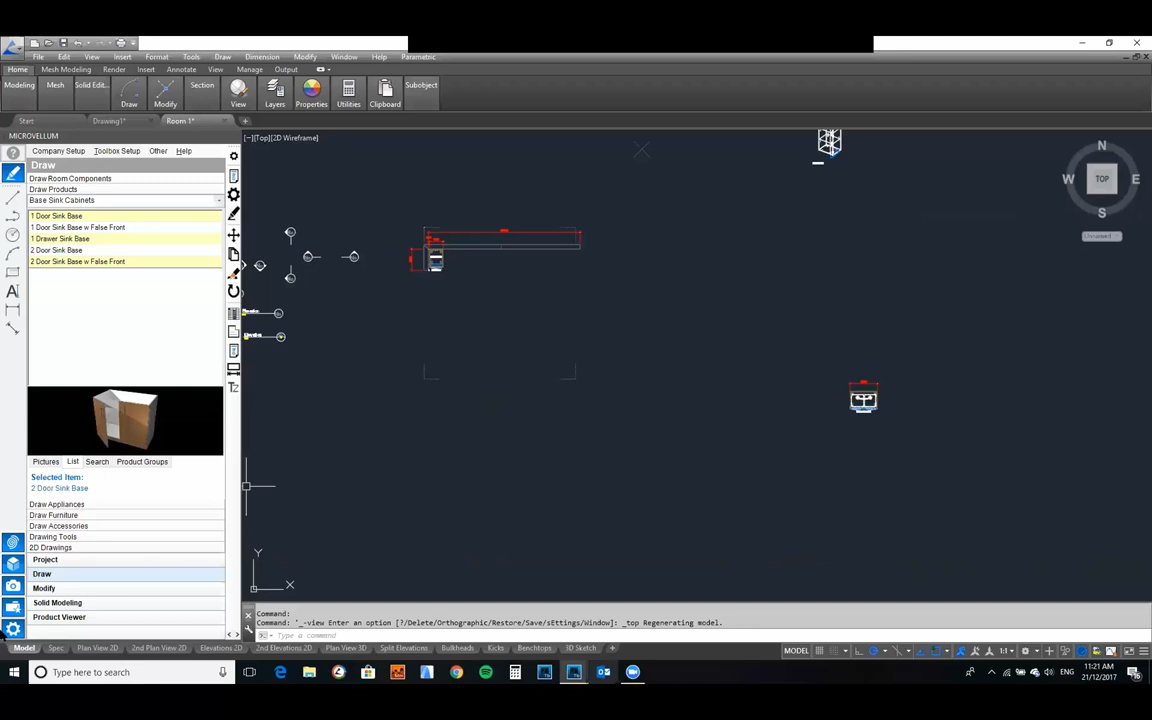 File Edit View Insert Format Tools Draw Dimension Modify Window Help Parametric
Home Mesh Modeling Render Insert Annotate View Manage Output
Modeling Mesh Solid Edit... Draw Modify Section View Layers Properties Utilities Clipboard Subobject
Start Drawing1* Room 1*
MICROVELLUM
[−][Top][2D Wireframe]
Company Setup Toolbox Setup Other Help
Draw
Draw Room Components
Draw Products
Base Sink Cabinets
1 Door Sink Base
1 Door Sink Base w False Front
1 Drawer Sink Base
2 Door Sink Base
2 Door Sink Base w False Front
N
W TOP E
S
Unnamed
Pictures List Search Product Groups
Selected Item:
2 Door Sink Base
Draw Appliances
Draw Furniture
Draw Accessories
Drawing Tools
2D Drawings
Project
Draw
Modify
Solid Modeling
Product Viewer
Y
X
Command:
Command: '_-view Enter an option [?/Delete/Orthographic/Restore/Save/sEttings/Window]: _top Regenerating model.
Type a command
Model Spec Plan View 2D 2nd Plan View 2D Elevations 2D 2nd Elevations 2D Plan View 3D Split Elevations Bulkheads Kicks Benchtops 3D Sketch
MODEL 1:1
Type here to search
ENG
11:21 AM
21/12/2017
16